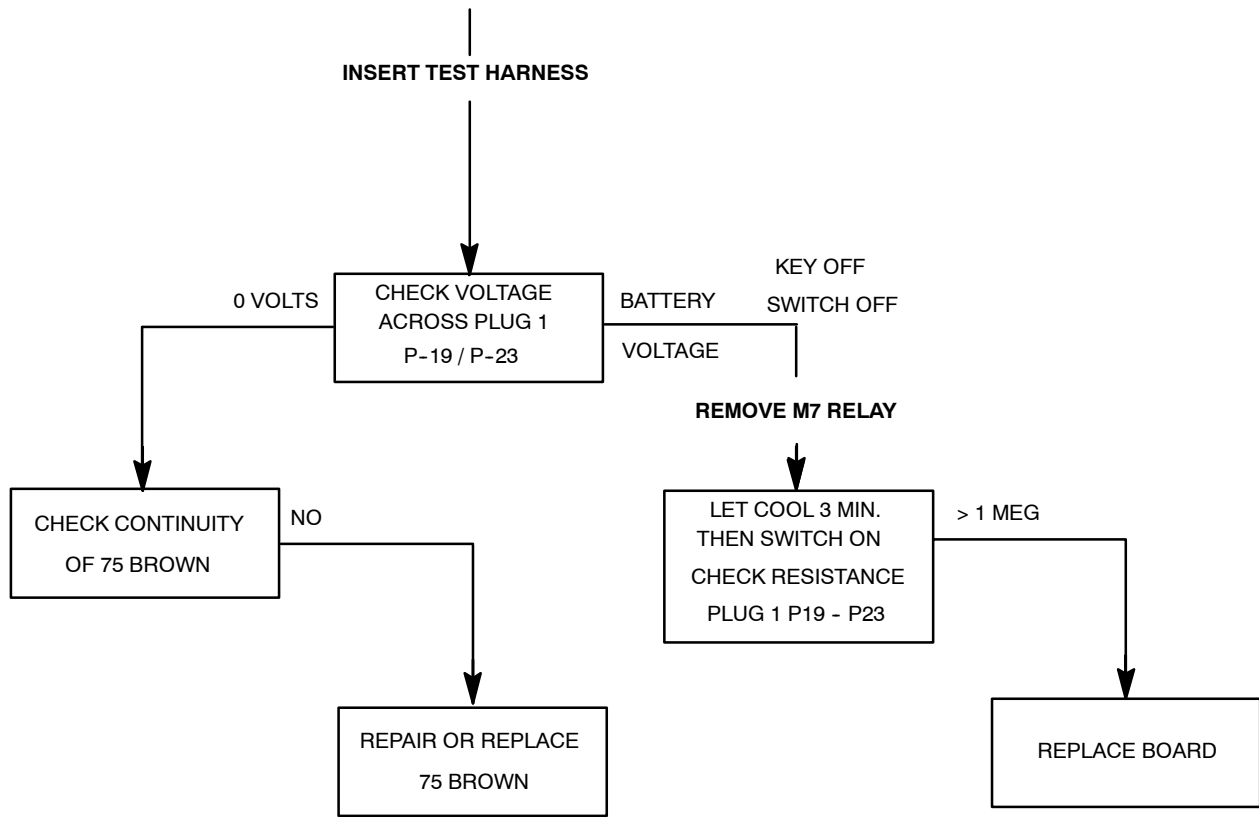 INSERT TEST HARNESS
0 VOLTS
CHECK VOLTAGE
ACROSS PLUG 1
P-19 / P-23
BATTERY
VOLTAGE
KEY OFF
SWITCH OFF
REMOVE M7 RELAY
CHECK CONTINUITY
OF 75 BROWN
NO
LET COOL 3 MIN.
THEN SWITCH ON
CHECK RESISTANCE
PLUG 1 P19 - P23
> 1 MEG
REPAIR OR REPLACE
75 BROWN
REPLACE BOARD